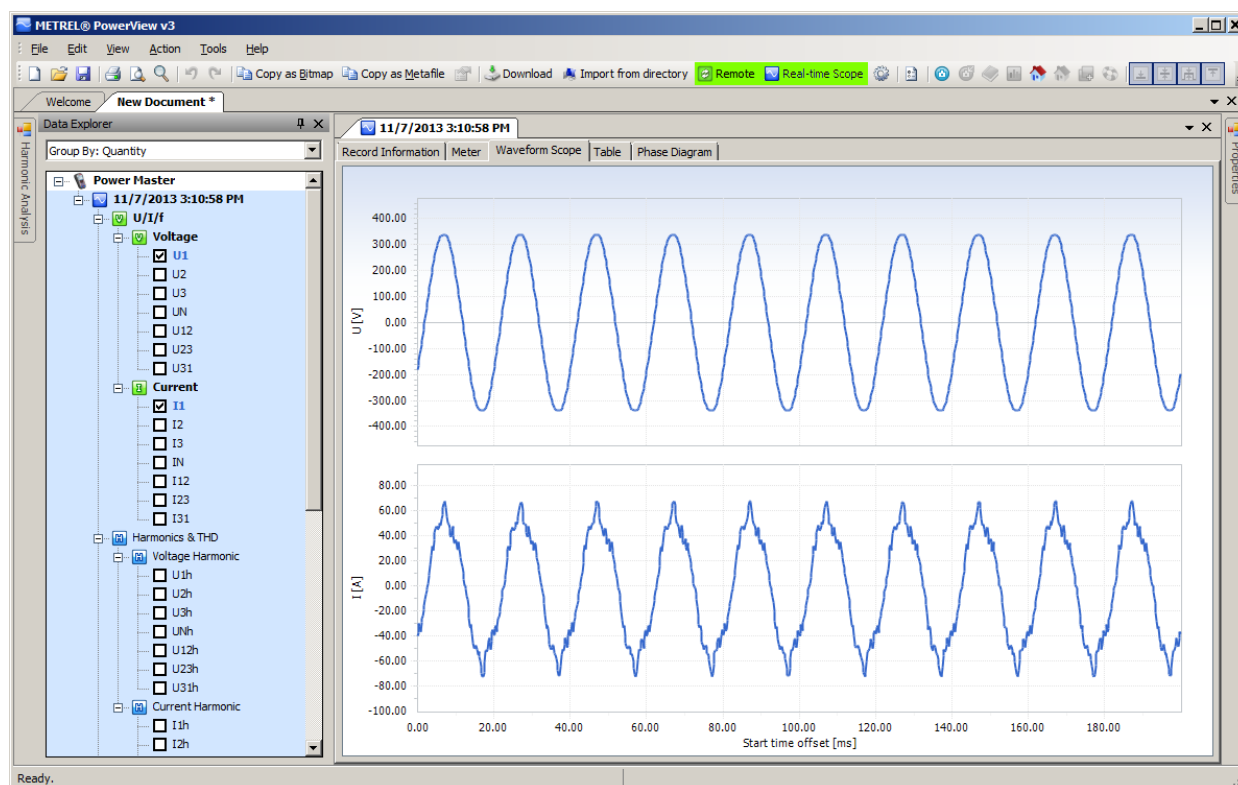 METREL® PowerView v3
File Edit View Action Tools Help
Copy as Bitmap Copy as Metafile Download Import from directory Remote Real-time Scope
Welcome New Document *
Harmonic Analysis
Data Explorer
Group By: Quantity
Power Master
11/7/2013 3:10:58 PM
U/I/f
Voltage
U1
U2
U3
UN
U12
U23
U31
Current
I1
I2
I3
IN
I12
I23
I31
Harmonics & THD
Voltage Harmonic
U1h
U2h
U3h
UNh
U12h
U23h
U31h
Current Harmonic
I1h
I2h
11/7/2013 3:10:58 PM
Record Information Meter Waveform Scope Table Phase Diagram
U [V]
400.00
300.00
200.00
100.00
0.00
-100.00
-200.00
-300.00
-400.00
I [A]
80.00
60.00
40.00
20.00
0.00
-20.00
-40.00
-60.00
-80.00
-100.00
0.00 20.00 40.00 60.00 80.00 100.00 120.00 140.00 160.00 180.00
Start time offset [ms]
Properties
Ready.